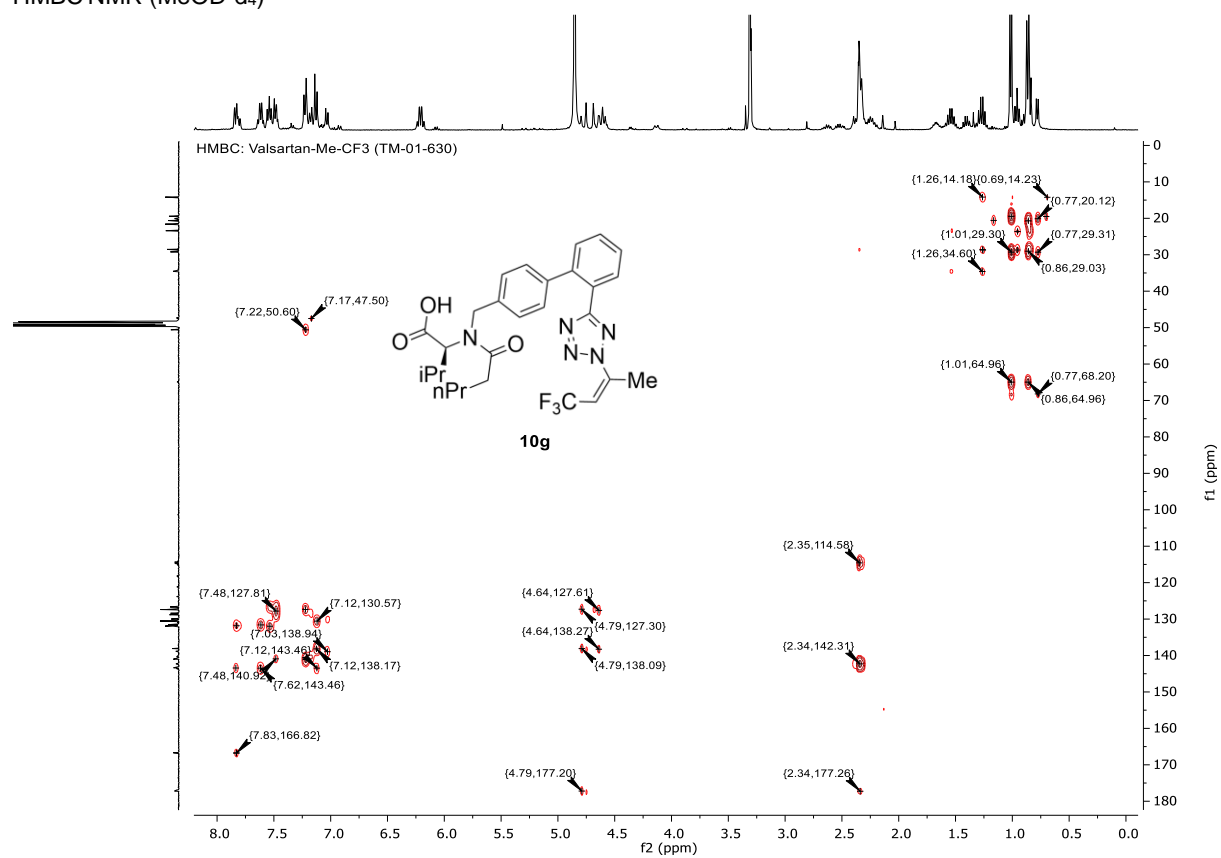 HMBC NMR (MeOD-d4)
HMBC: Valsartan-Me-CF3 (TM-01-630)
{1.26,14.18}{0.69,14.23}
{0.77,20.12}
{1.01,29.30}
{0.77,29.31}
{1.26,34.60}
{0.86,29.03}
{7.17,47.50}
{7.22,50.60}
{1.01,64.96}
{0.77,68.20}
{0.86,64.96}
OH
O
N
O
iPr
nPr
N
N
N
N
N
Me
F3C
10g
{2.35,114.58}
{7.48,127.81}
{7.12,130.57}
{4.64,127.61}
{4.79,127.30}
{7.03,138.94}
{4.64,138.27}
{7.12,143.46}
{7.12,138.17}
{4.79,138.09}
{2.34,142.31}
{7.48,140.92}
{7.62,143.46}
{7.83,166.82}
{4.79,177.20}
{2.34,177.26}
0
10
20
30
40
50
60
70
80
90
100
110
120
130
140
150
160
170
180
f1 (ppm)
8.0 7.5 7.0 6.5 6.0 5.5 5.0 4.5 4.0 3.5 3.0 2.5 2.0 1.5 1.0 0.5 0.0
f2 (ppm)